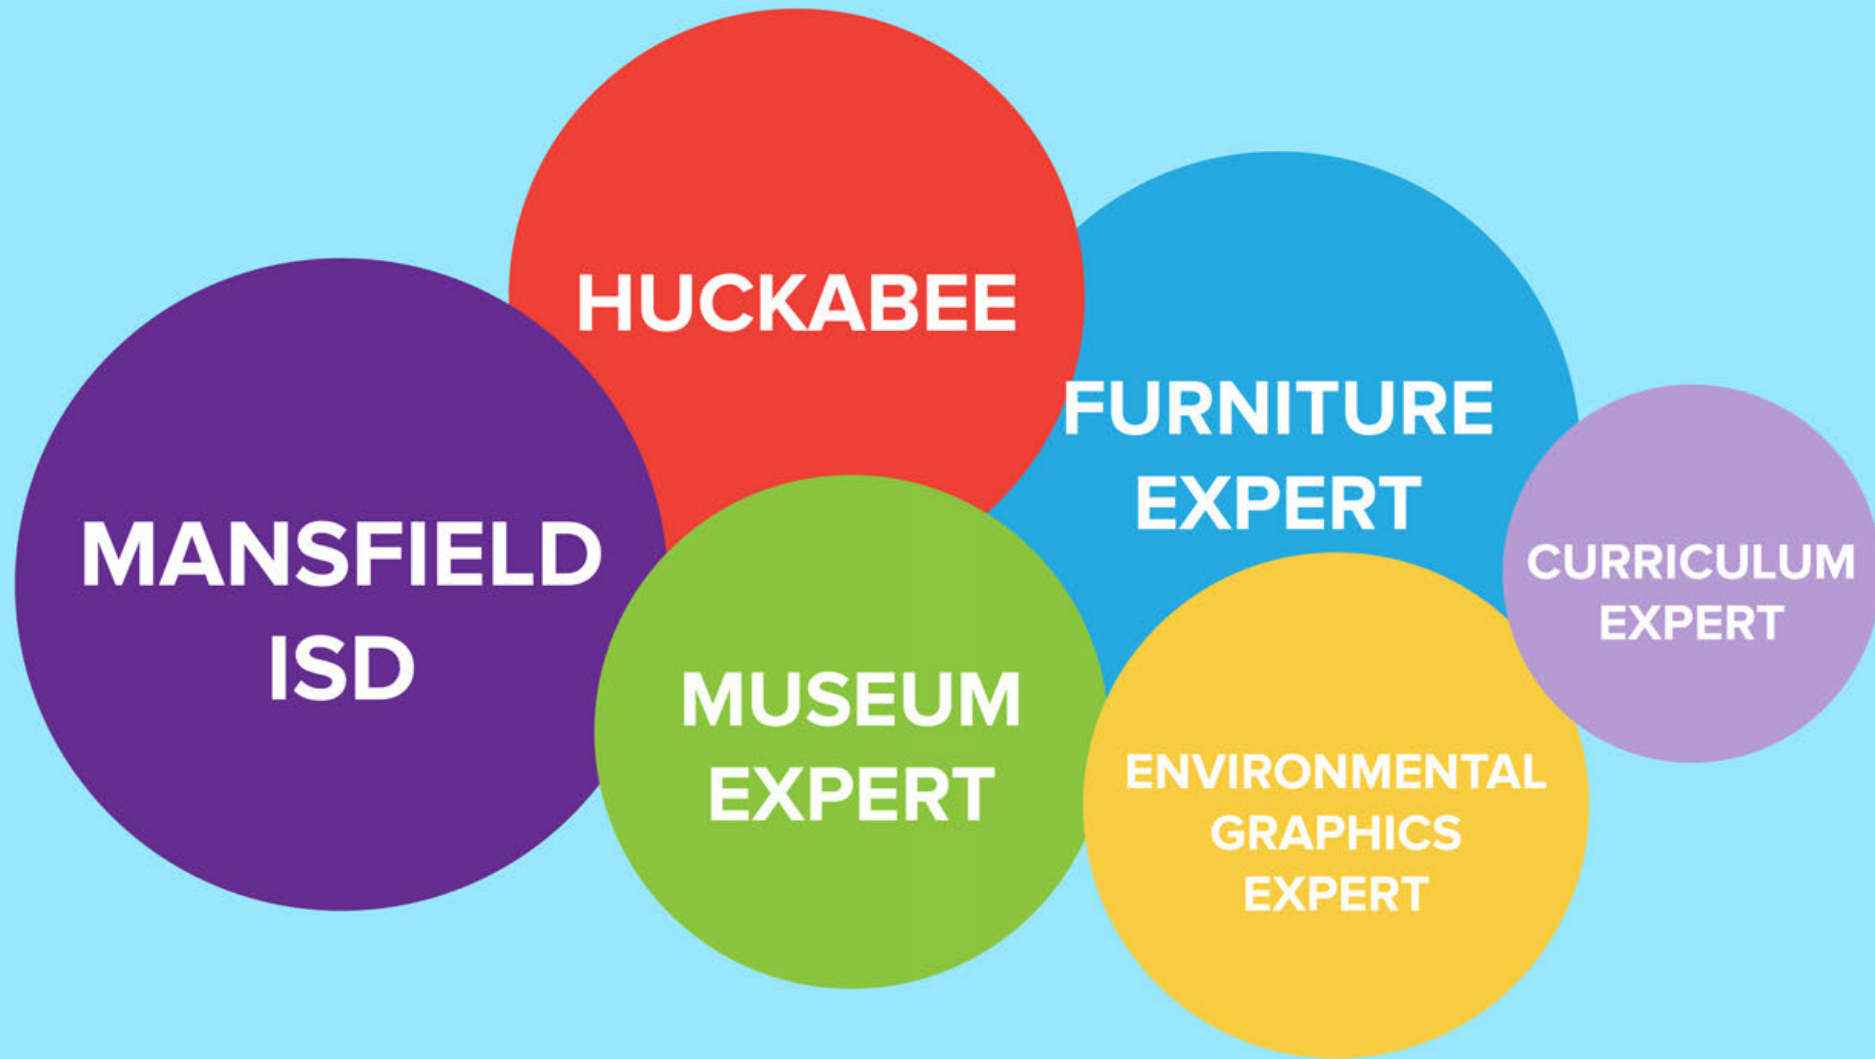 HUCKABEE
MANSFIELD
ISD
FURNITURE
EXPERT
MUSEUM
EXPERT
ENVIRONMENTAL
GRAPHICS
EXPERT
CURRICULUM
EXPERT